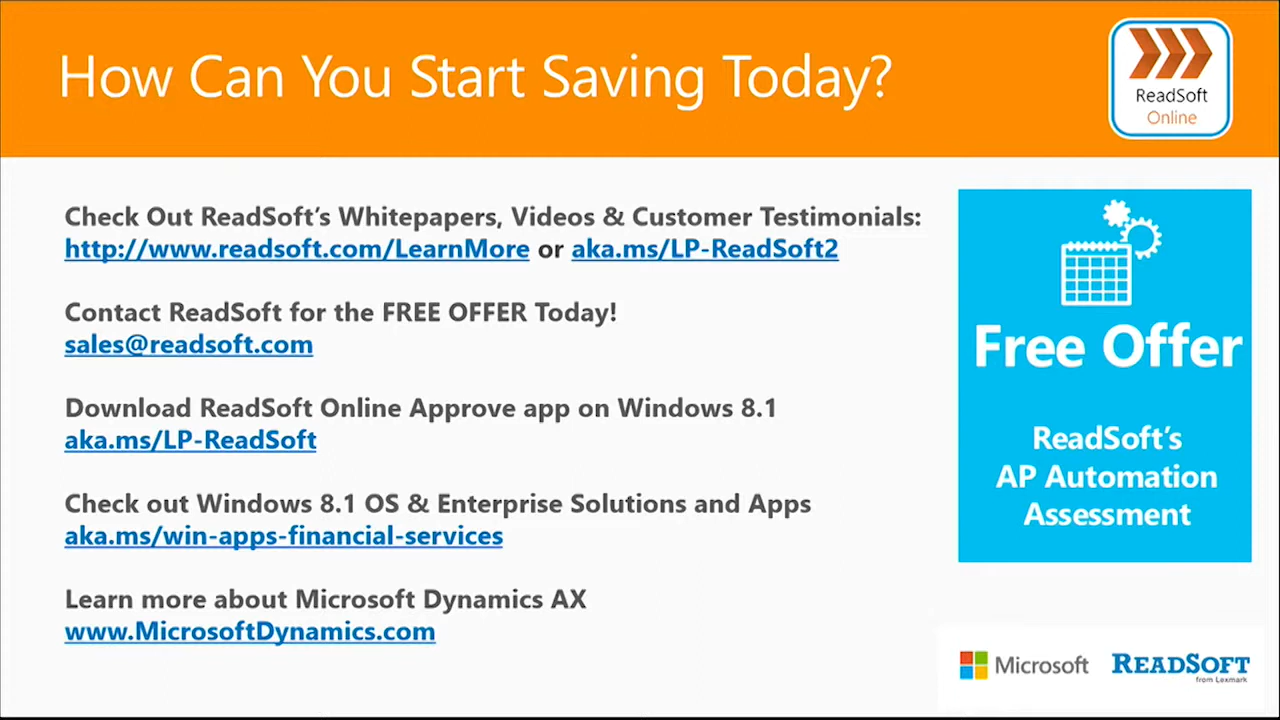 How Can You Start Saving Today?
ReadSoft
Online
Check Out ReadSoft's Whitepapers, Videos & Customer Testimonials:
http://www.readsoft.com/LearnMore or aka.ms/LP-ReadSoft2
Contact ReadSoft for the FREE OFFER Today!
sales@readsoft.com
Download ReadSoft Online Approve app on Windows 8.1
aka.ms/LP-ReadSoft
Check out Windows 8.1 OS & Enterprise Solutions and Apps
aka.ms/win-apps-financial-services
Learn more about Microsoft Dynamics AX
www.MicrosoftDynamics.com
Free Offer
ReadSoft's
AP Automation
Assessment
Microsoft
READSOFT
from Lexmark